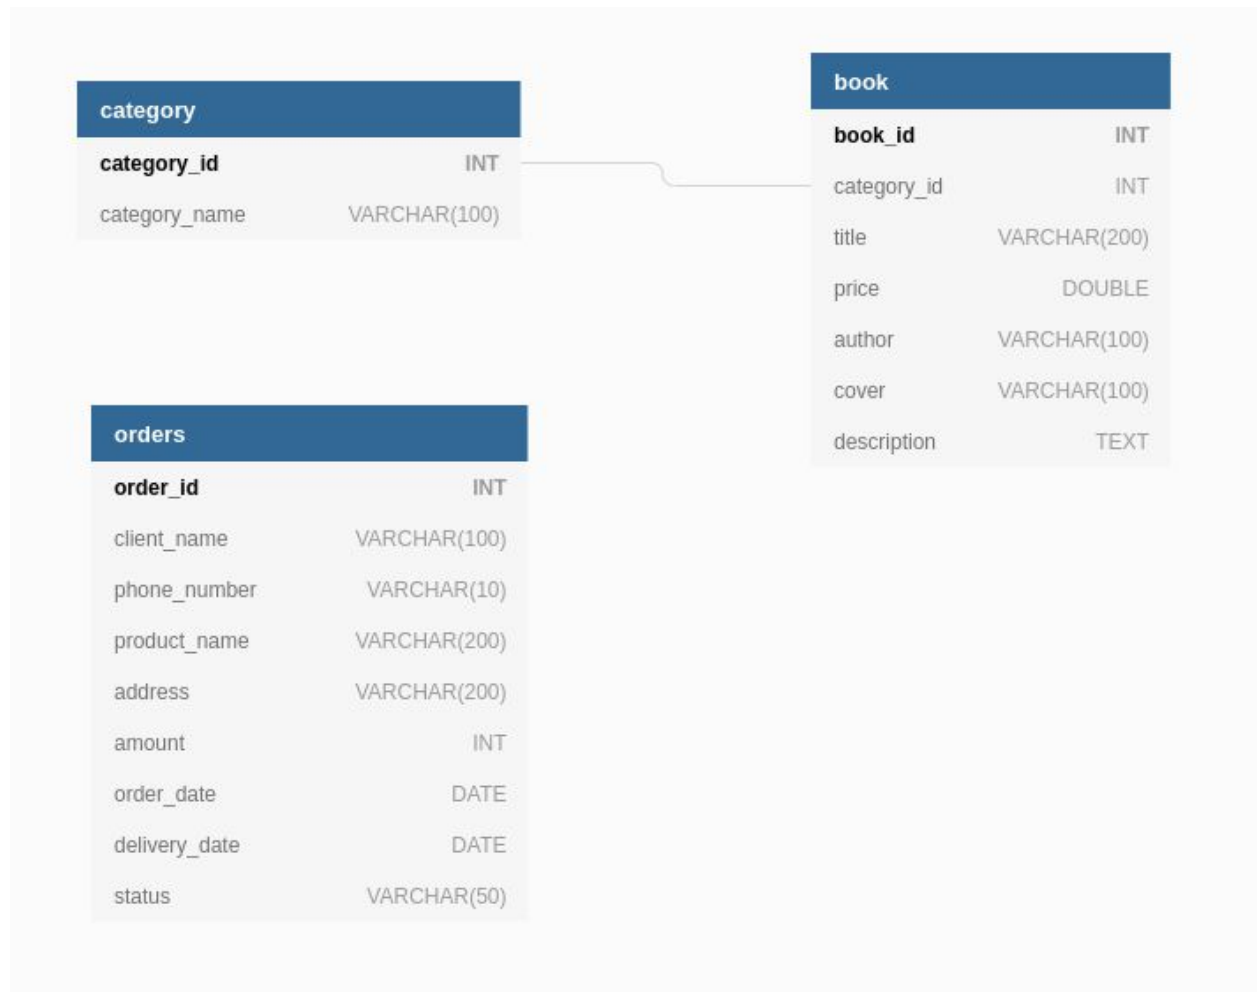 category
category_id INT
category_name VARCHAR(100)
book
book_id INT
category_id INT
title VARCHAR(200)
price DOUBLE
author VARCHAR(100)
cover VARCHAR(100)
description TEXT
orders
order_id INT
client_name VARCHAR(100)
phone_number VARCHAR(10)
product_name VARCHAR(200)
address VARCHAR(200)
amount INT
order_date DATE
delivery_date DATE
status VARCHAR(50)